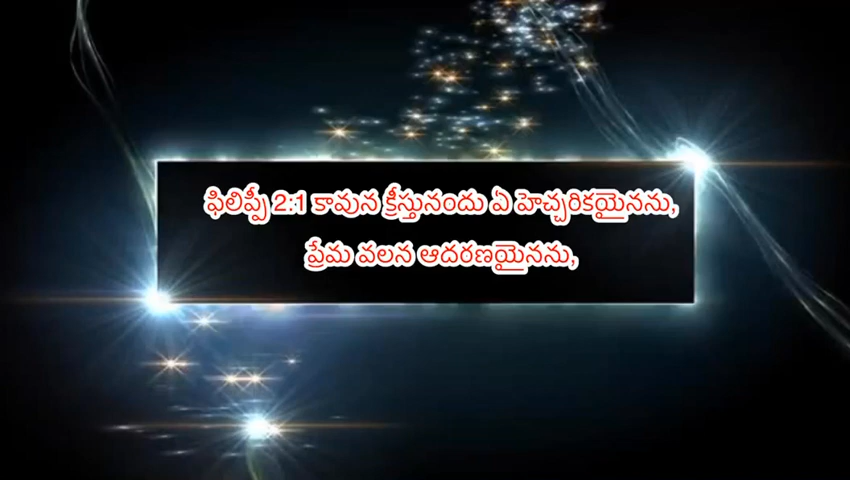 ఫిలిప్పీ 2:1 కావున క్రీస్తునందు ఏ హెచ్చరికయైనను,
ప్రేమ వలన ఆదరణయైనను,